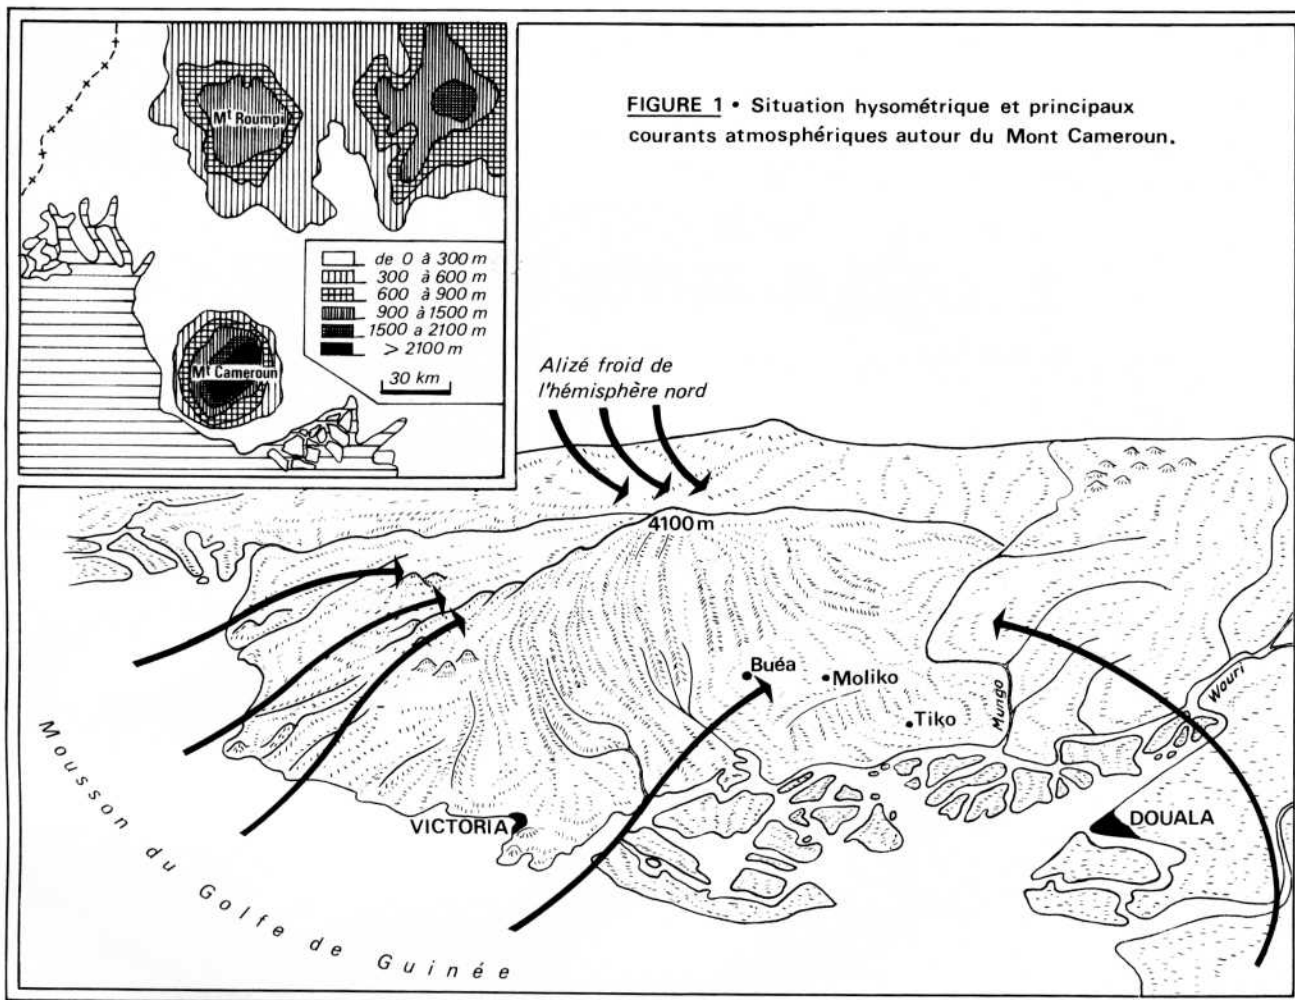 FIGURE 1 • Situation hysométrique et principaux
courants atmosphériques autour du Mont Cameroun.
Mt Roumpi
de 0 à 300 m
300 à 600 m
600 à 900 m
900 à 1500 m
1500 a 2100 m
> 2100 m
30 km
Mt Cameroun
Alizé froid de
l'hémisphère nord
4100 m
Buéa
Moliko
Tiko
Mungo
Wouri
VICTORIA
DOUALA
Mousson du Golfe de Guinée